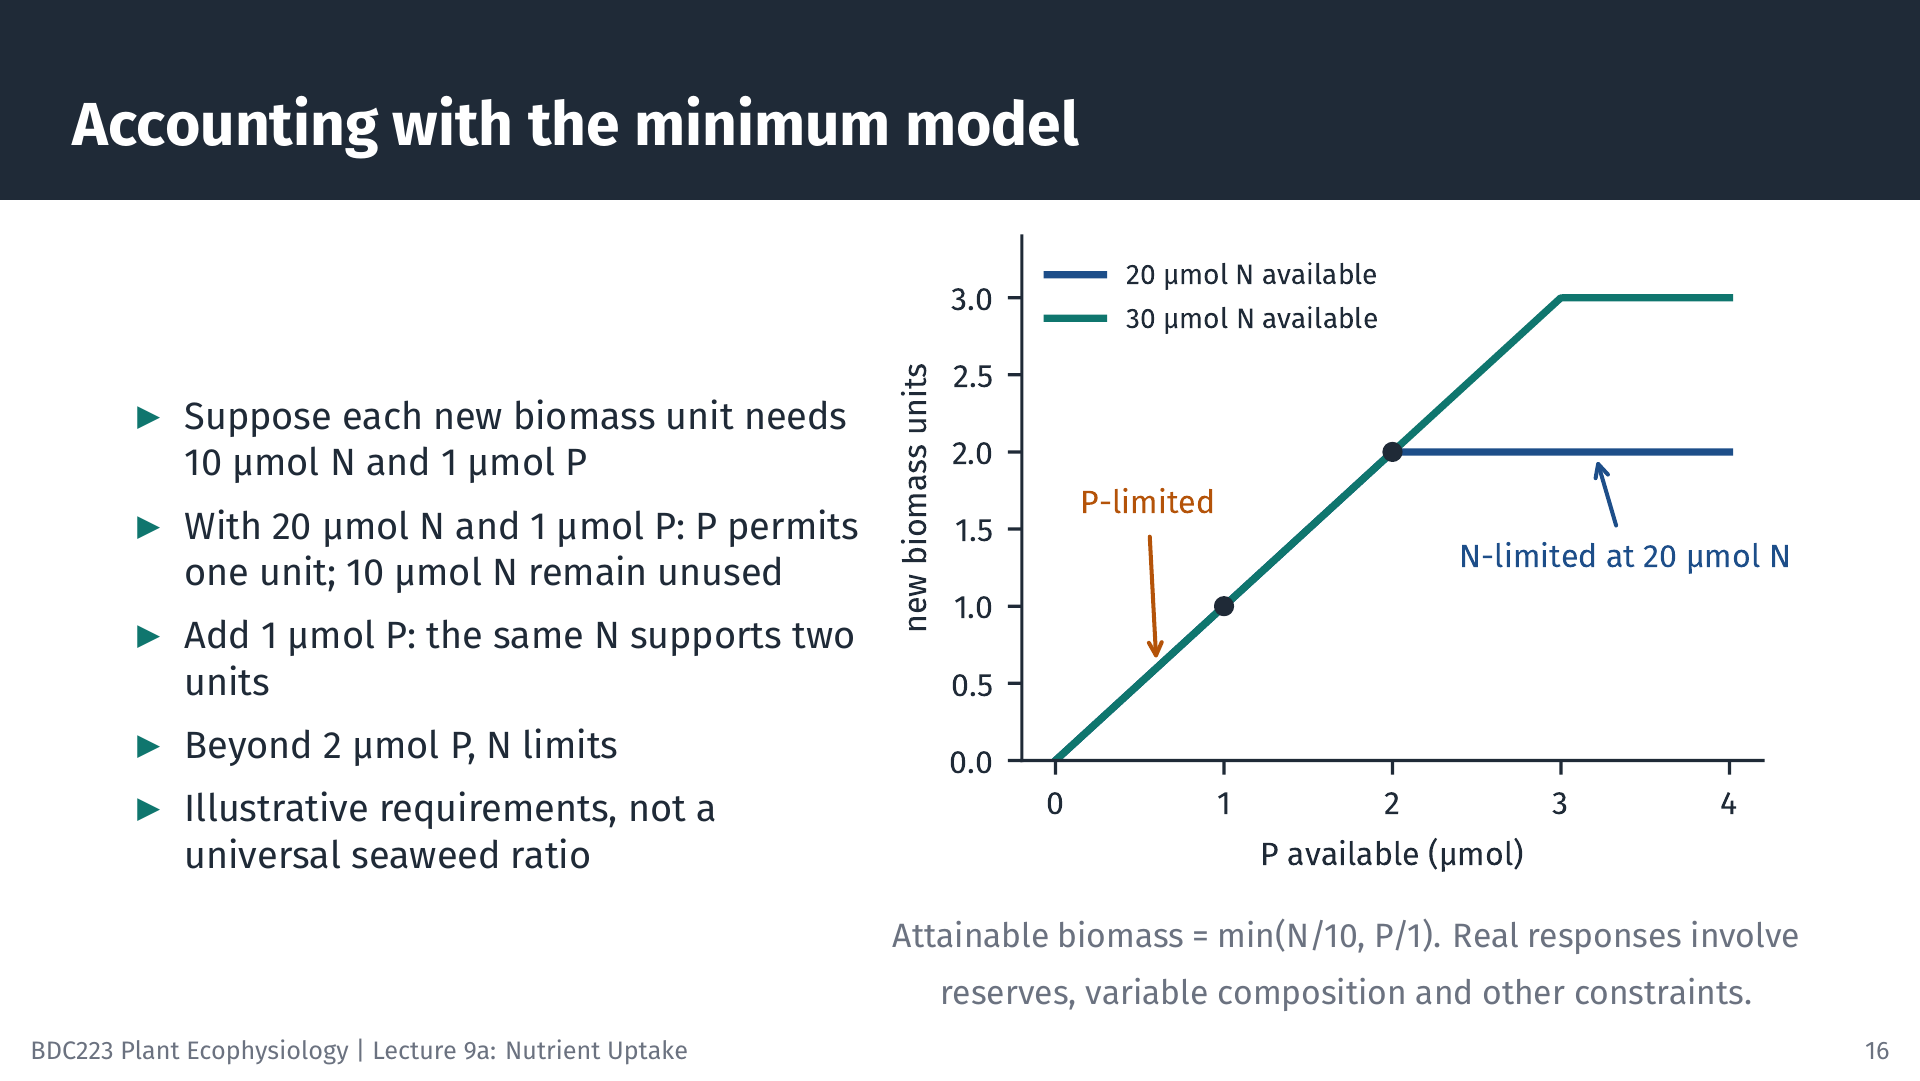 Accounting with the minimum model
► Suppose each new biomass unit needs
10 µmol N and 1 µmol P
► With 20 µmol N and 1 µmol P: P permits
one unit; 10 µmol N remain unused
► Add 1 µmol P: the same N supports two
units
► Beyond 2 µmol P, N limits
► Illustrative requirements, not a
universal seaweed ratio
20 µmol N available
30 µmol N available
new biomass units
3.0
2.5
2.0
1.5
1.0
0.5
0.0
P-limited
N-limited at 20 µmol N
0 1 2 3 4
P available (µmol)
Attainable biomass = min(N/10, P/1). Real responses involve
reserves, variable composition and other constraints.
BDC223 Plant Ecophysiology | Lecture 9a: Nutrient Uptake
16